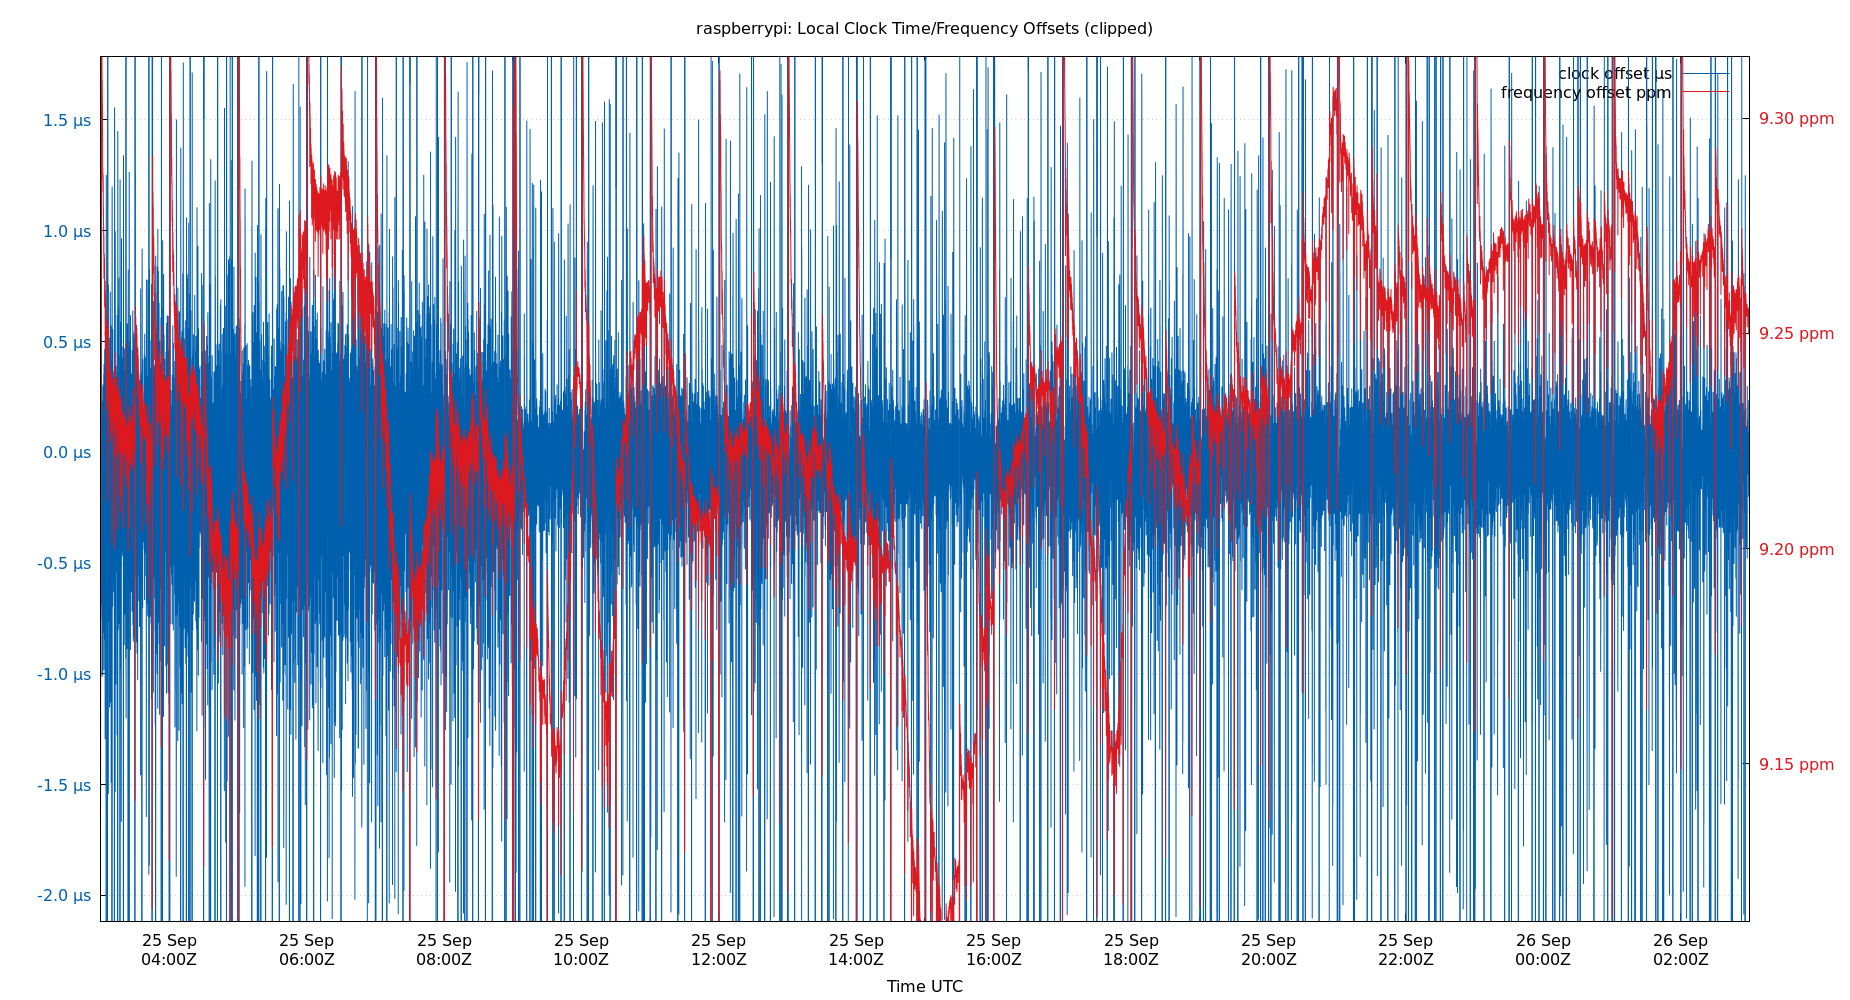 raspberrypi: Local Clock Time/Frequency Offsets (clipped)
clock offset µs
frequency offset ppm
1.5 µs
1.0 µs
0.5 µs
0.0 µs
-0.5 µs
-1.0 µs
-1.5 µs
-2.0 µs
9.30 ppm
9.25 ppm
9.20 ppm
9.15 ppm
25 Sep 25 Sep 25 Sep 25 Sep 25 Sep 25 Sep 25 Sep 25 Sep 25 Sep 25 Sep 26 Sep 26 Sep
04:00Z 06:00Z 08:00Z 10:00Z 12:00Z 14:00Z 16:00Z 18:00Z 20:00Z 22:00Z 00:00Z 02:00Z
Time UTC